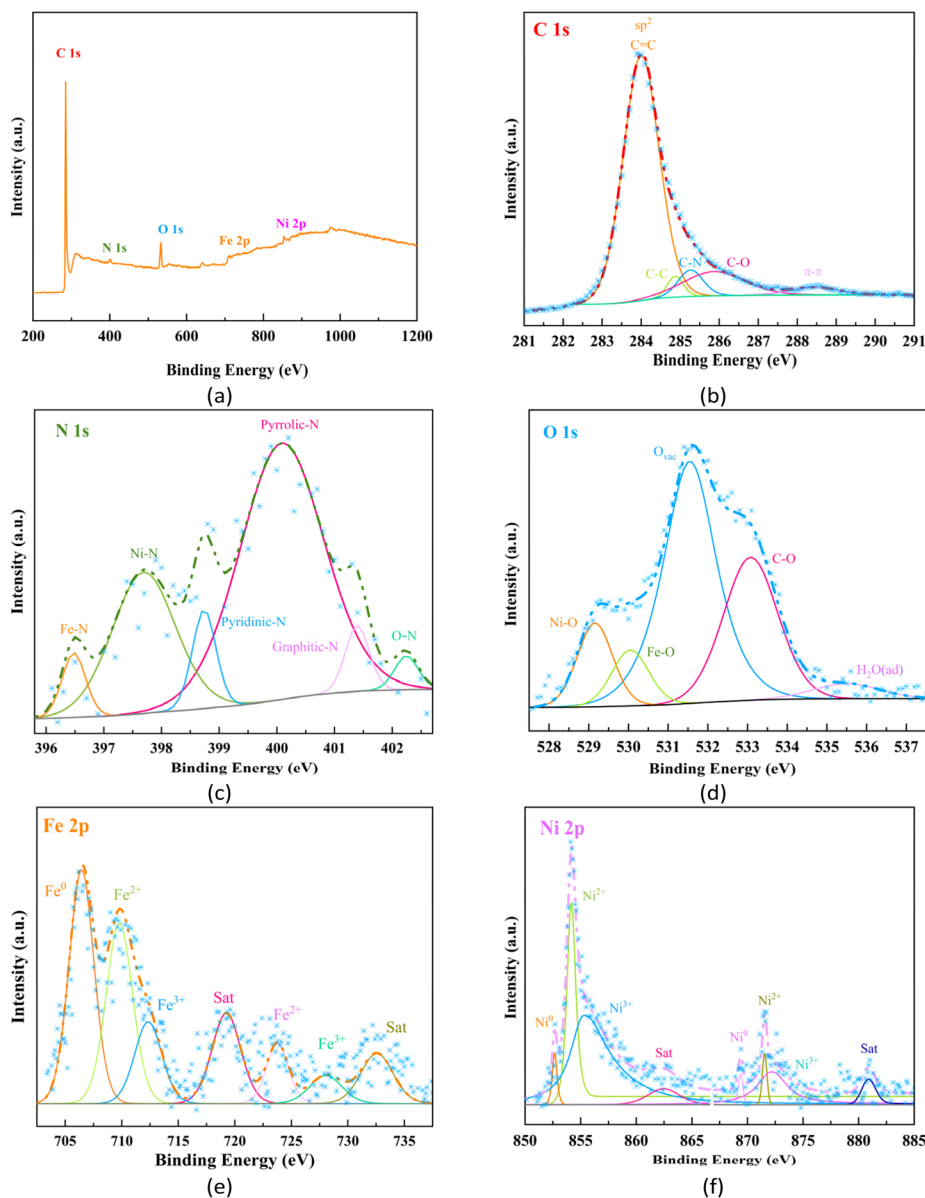 C 1s
N 1s
O 1s
Fe 2p
Ni 2p
Intensity (a.u.)
200 400 600 800 1000 1200
Binding Energy (eV)
(a)
C 1s
sp²
C=C
C-C
C-N
C-O
π-π
Intensity (a.u.)
281 282 283 284 285 286 287 288 289 290 291
Binding Energy (eV)
(b)
N 1s
Pyrrolic-N
Ni-N
Fe-N
Pyridinic-N
Graphitic-N
O-N
Intensity (a.u.)
396 397 398 399 400 401 402
Binding Energy (eV)
(c)
O 1s
Ovac
C-O
Ni-O
Fe-O
H₂O(ad)
Intensity (a.u.)
528 529 530 531 532 533 534 535 536 537
Binding Energy (eV)
(d)
Fe 2p
Fe⁰
Fe²⁺
Fe³⁺
Sat
Fe²⁺
Fe³⁺
Sat
Intensity (a.u.)
705 710 715 720 725 730 735
Binding Energy (eV)
(e)
Ni 2p
Ni²⁺
Ni⁰
Ni³⁺
Sat
Ni⁰
Ni²⁺
Ni³⁺
Sat
Intensity (a.u.)
850 855 860 865 870 875 880 885
Binding Energy (eV)
(f)